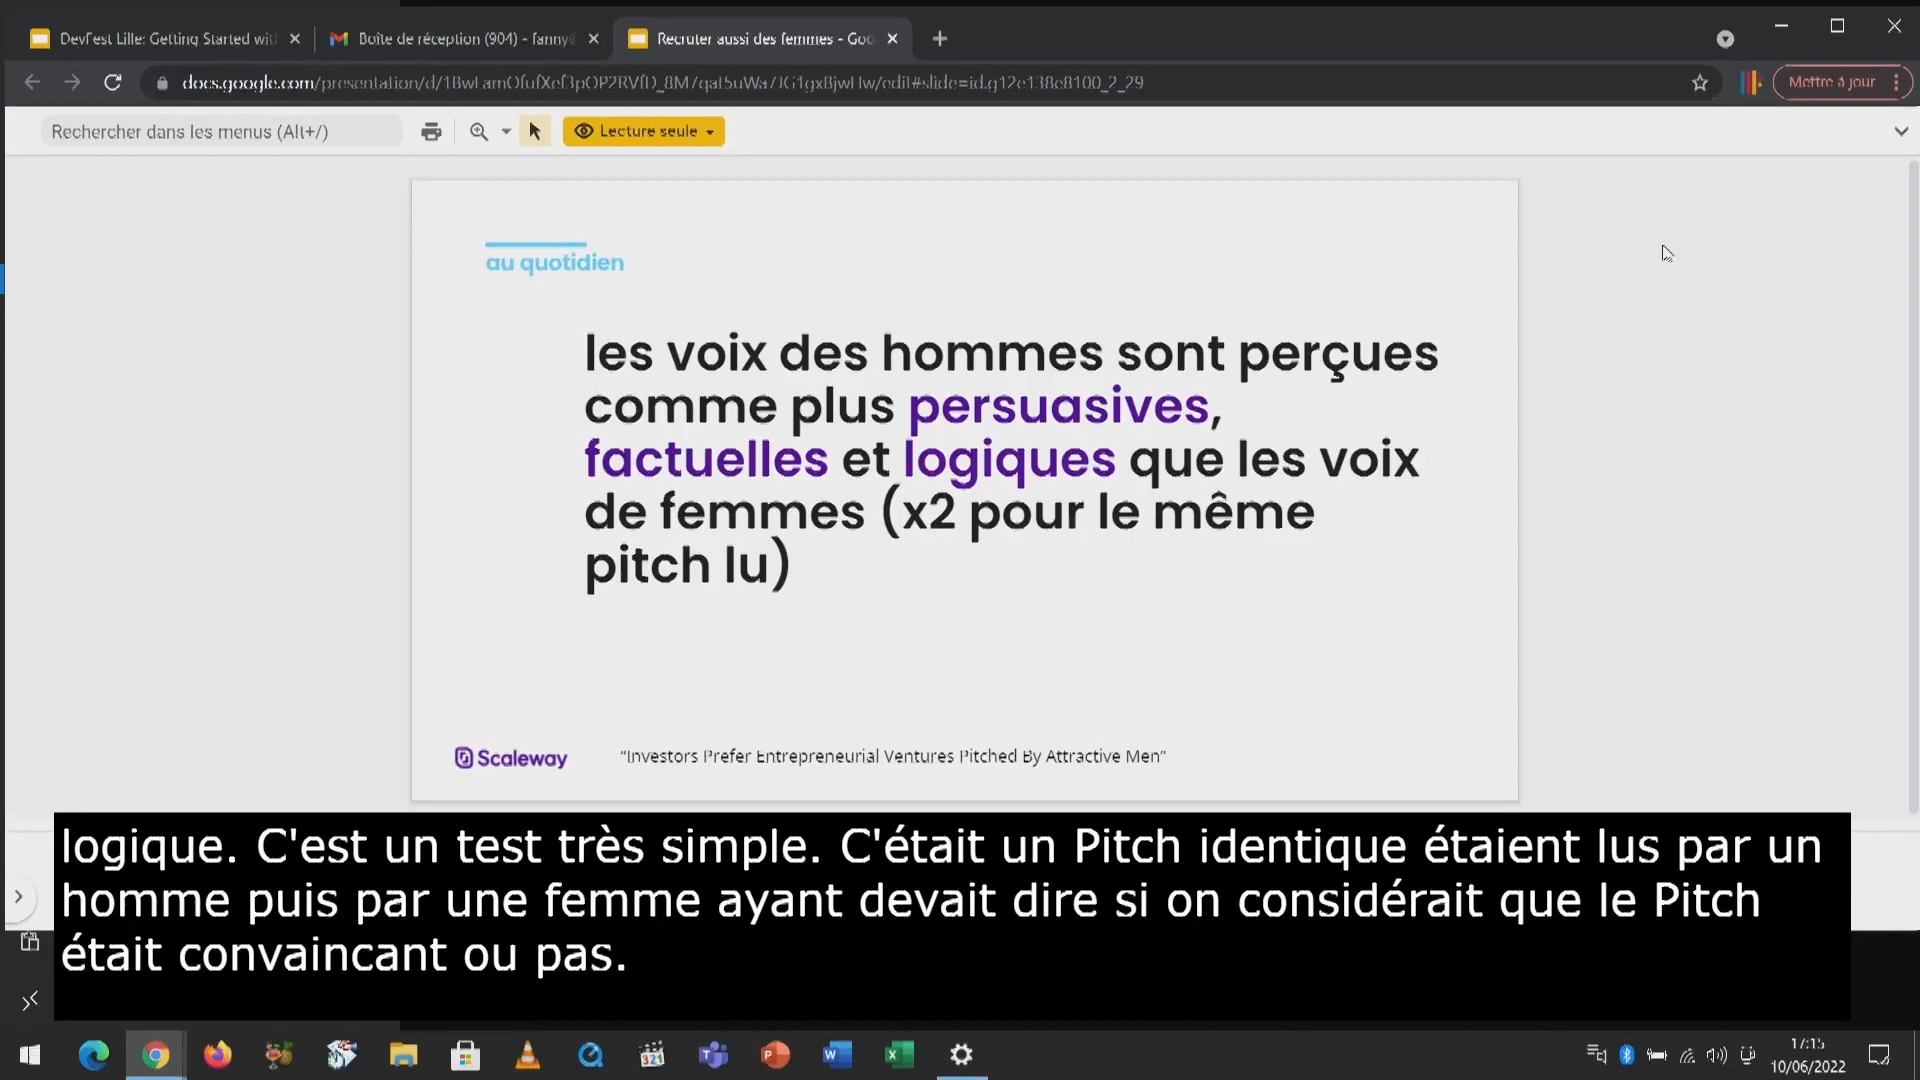 DevFest Lille: Getting Started wit
Boîte de réception (904) - fanny@
Recruter aussi des femmes - Goo
Mettre à jour
Rechercher dans les menus (Alt+/)
Lecture seule
au quotidien
les voix des hommes sont perçues
comme plus persuasives,
factuelles et logiques que les voix
de femmes (x2 pour le même
pitch lu)
Scaleway
“Investors Prefer Entrepreneurial Ventures Pitched By Attractive Men”
logique. C'est un test très simple. C'était un Pitch identique étaient lus par un
homme puis par une femme ayant devait dire si on considérait que le Pitch
était convaincant ou pas.
17:15
10/06/2022